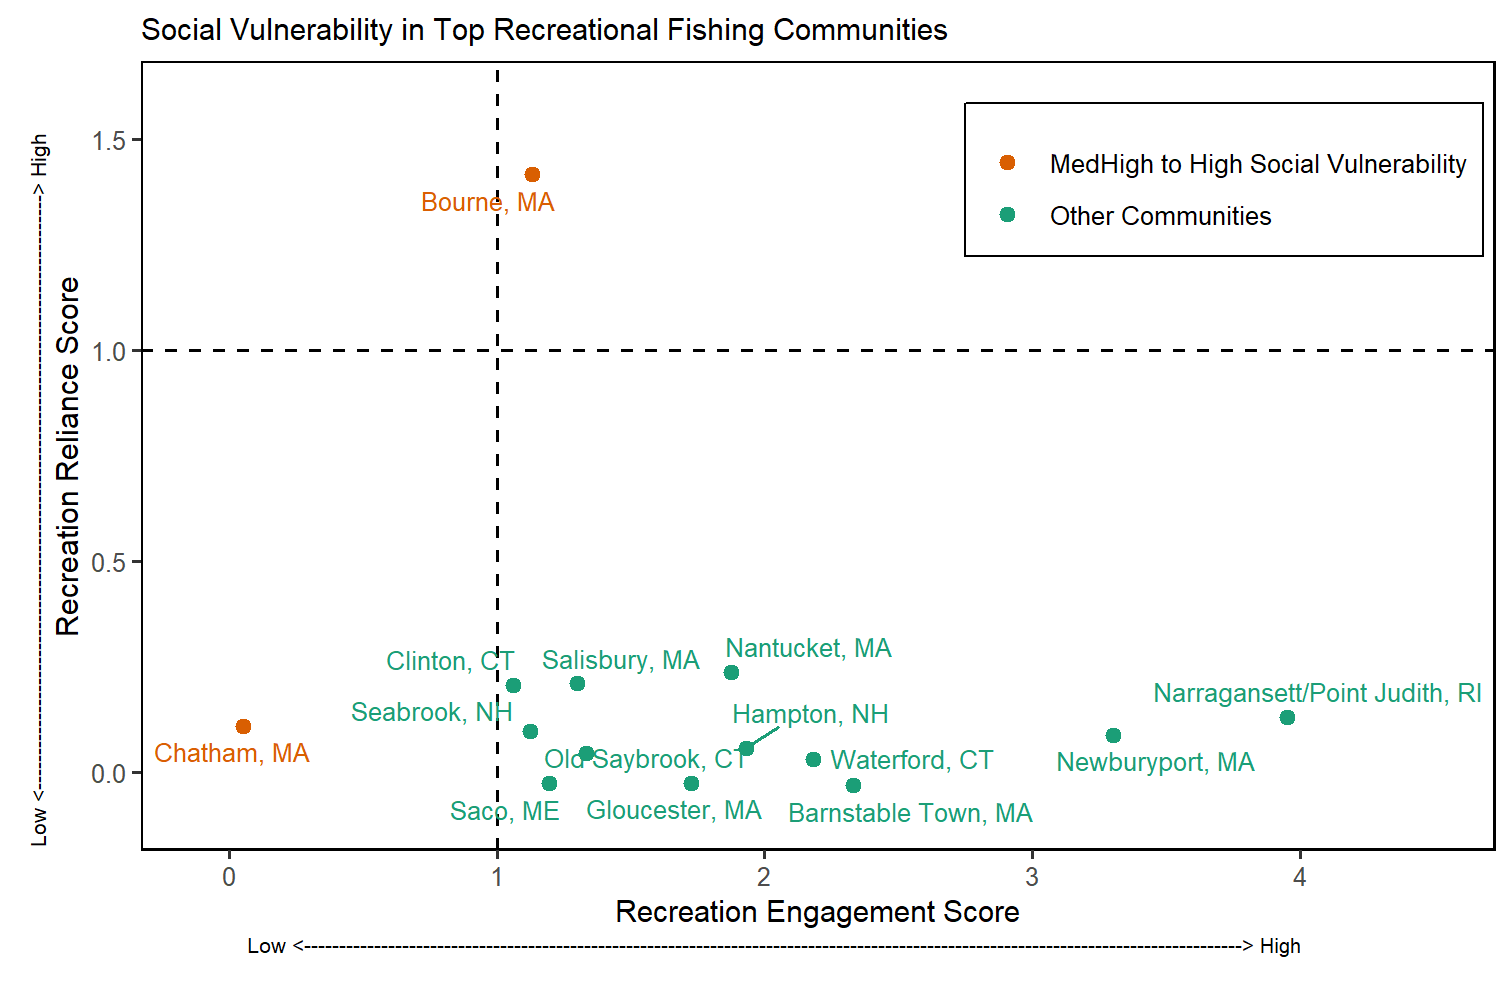 Social Vulnerability in Top Recreational Fishing Communities
MedHigh to High Social Vulnerability
Other Communities
Low <--------------------------------------------------------------------------------------> High
Recreation Reliance Score
1.5
1.0
0.5
0.0
Bourne, MA
Nantucket, MA
Clinton, CT
Salisbury, MA
Narragansett/Point Judith, RI
Seabrook, NH
Hampton, NH
Chatham, MA
Old Saybrook, CT
Waterford, CT
Newburyport, MA
Saco, ME
Gloucester, MA
Barnstable Town, MA
0
1
2
3
4
Recreation Engagement Score
Low <--------------------------------------------------------------------------------------------------------------------------------------> High